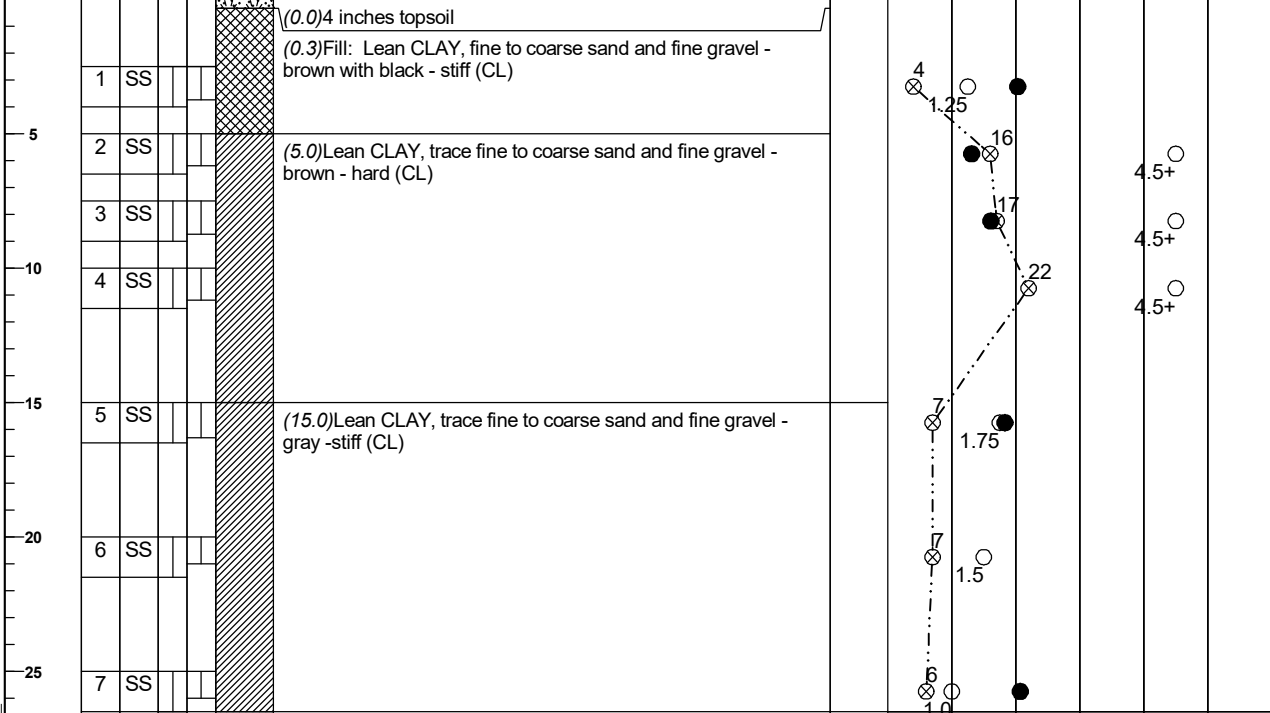 (0.0)4 inches topsoil
(0.3)Fill: Lean CLAY, fine to coarse sand and fine gravel -
brown with black - stiff (CL)
1 SS
4
1.25
5
2 SS
(5.0)Lean CLAY, trace fine to coarse sand and fine gravel -
brown - hard (CL)
16
4.5+
3 SS
17
4.5+
10
4 SS
22
4.5+
15
5 SS
(15.0)Lean CLAY, trace fine to coarse sand and fine gravel -
gray -stiff (CL)
7
1.75
20
6 SS
7
1.5
25
7 SS
6
1.0